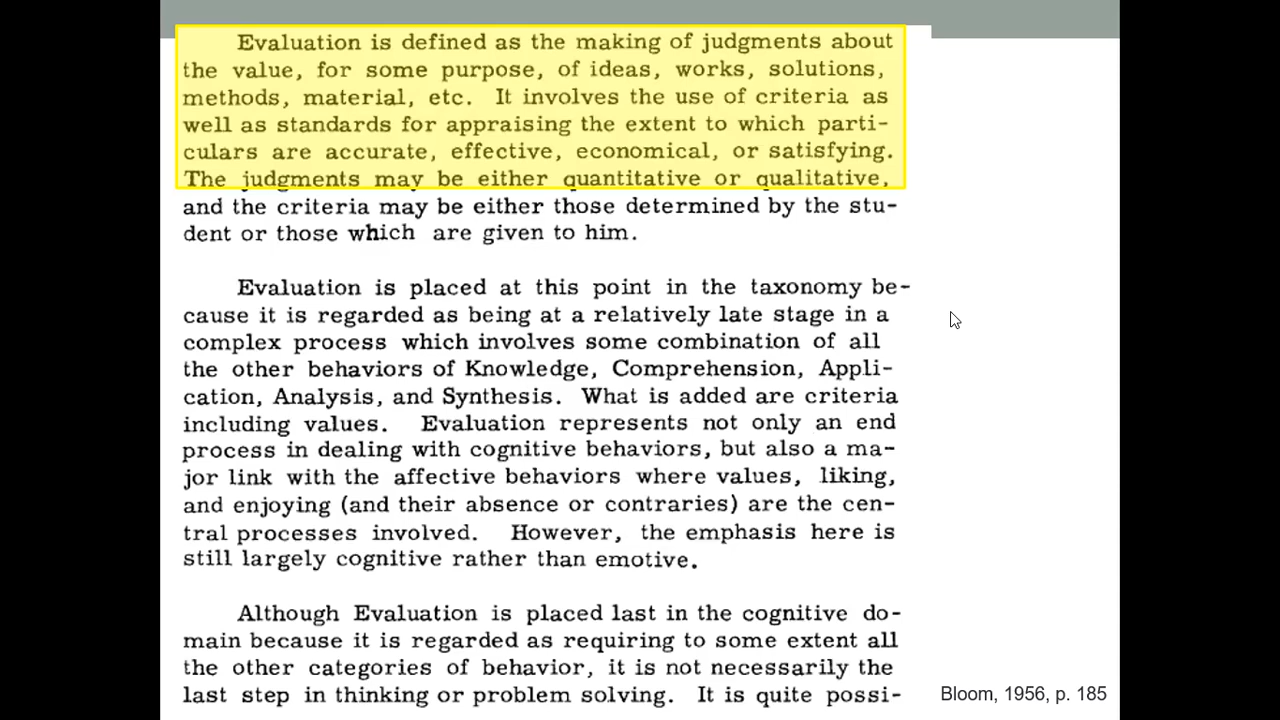 Evaluation is defined as the making of judgments about
the value, for some purpose, of ideas, works, solutions,
methods, material, etc. It involves the use of criteria as
well as standards for appraising the extent to which parti-
culars are accurate, effective, economical, or satisfying.
The judgments may be either quantitative or qualitative,
and the criteria may be either those determined by the stu-
dent or those which are given to him.
Evaluation is placed at this point in the taxonomy be-
cause it is regarded as being at a relatively late stage in a
complex process which involves some combination of all
the other behaviors of Knowledge, Comprehension, Appli-
cation, Analysis, and Synthesis. What is added are criteria
including values. Evaluation represents not only an end
process in dealing with cognitive behaviors, but also a ma-
jor link with the affective behaviors where values, liking,
and enjoying (and their absence or contraries) are the cen-
tral processes involved. However, the emphasis here is
still largely cognitive rather than emotive.
Although Evaluation is placed last in the cognitive do-
main because it is regarded as requiring to some extent all
the other categories of behavior, it is not necessarily the
last step in thinking or problem solving. It is quite possi-
Bloom, 1956, p. 185